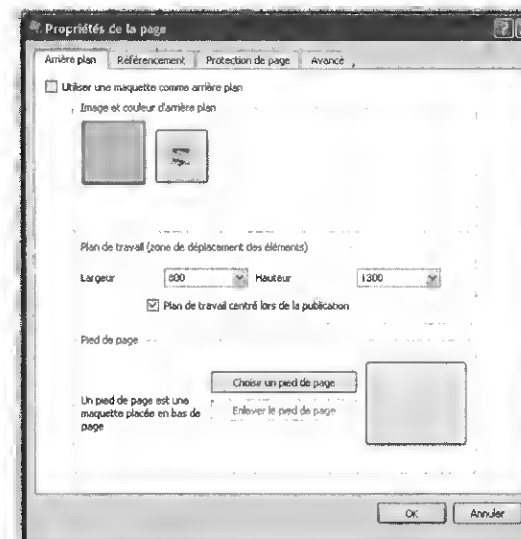 Propriétés de la page
Arrière plan Référencement Protection de page Avancé
Utiliser une maquette comme arrière plan
Image et couleur d'arrière plan
Plan de travail (zone de déplacement des éléments)
Largeur 800 Hauteur 1300
Plan de travail centré lors de la publication
Pied de page
Choisir un pied de page
Un pied de page est une
maquette placée en bas de
page
Enlever le pied de page
OK Annuler